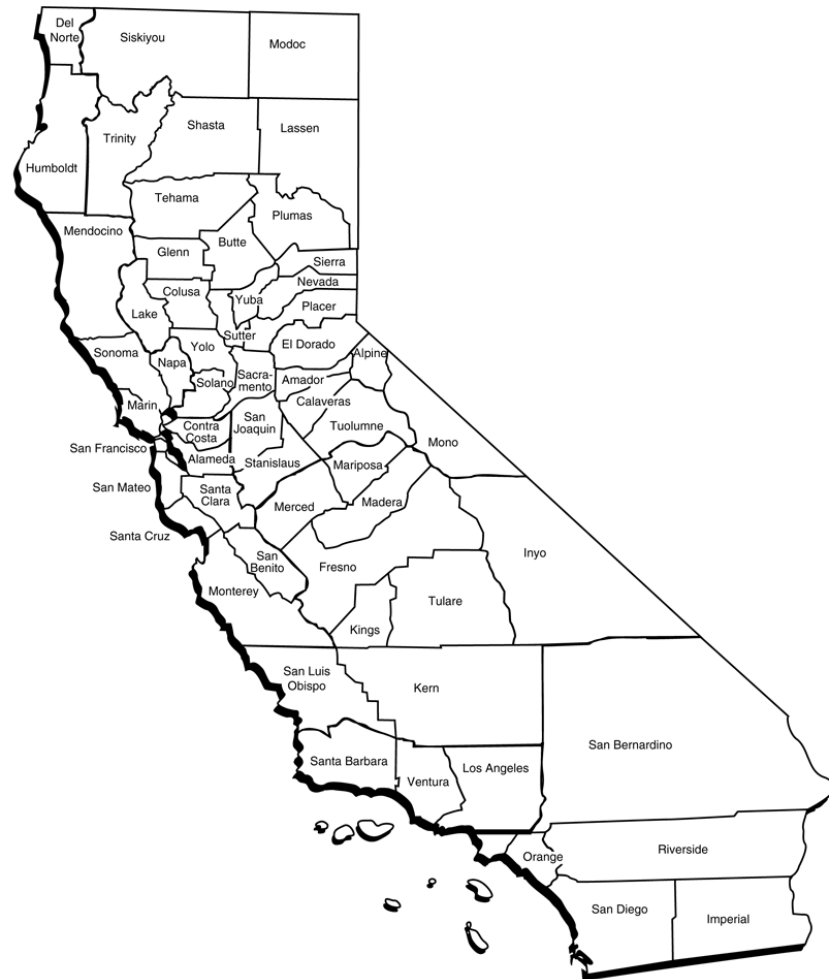 Del
Norte
Siskiyou
Modoc
Shasta
Lassen
Trinity
Humboldt
Tehama
Plumas
Mendocino
Butte
Glenn
Sierra
Nevada
Colusa
Yuba
Placer
Lake
Sutter
El Dorado
Yolo
Sonoma
Alpine
Napa
Sacra-
mento
Solano
Amador
Calaveras
Marin
San
Joaquin
Contra
Costa
Tuolumne
Mono
San Francisco
Alameda
Stanislaus
Mariposa
San Mateo
Santa
Clara
Merced
Madera
Santa Cruz
Inyo
San
Benito
Fresno
Monterey
Tulare
Kings
San Luis
Obispo
Kern
San Bernardino
Santa Barbara
Ventura
Los Angeles
Orange
Riverside
San Diego
Imperial